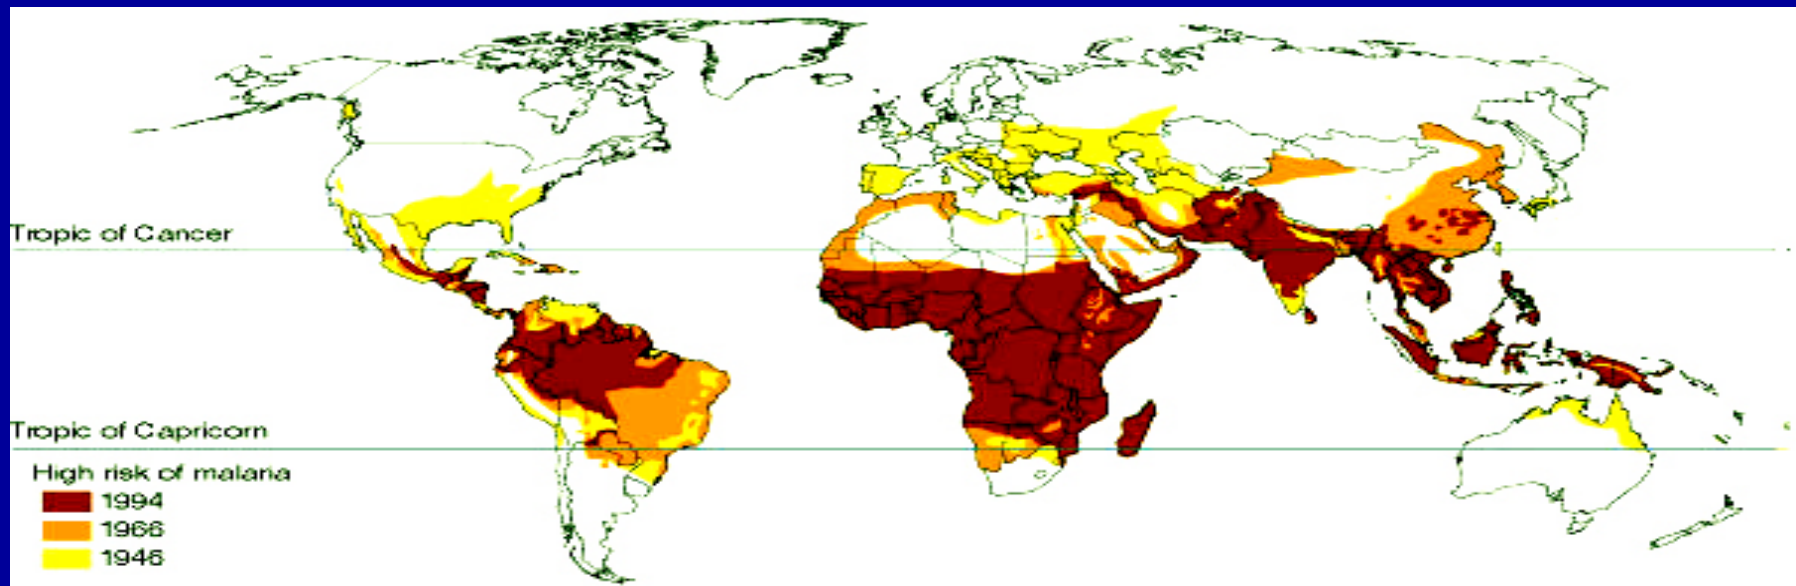 Tropic of Cancer
Tropic of Capricorn
High risk of malaria
1994
1966
1946